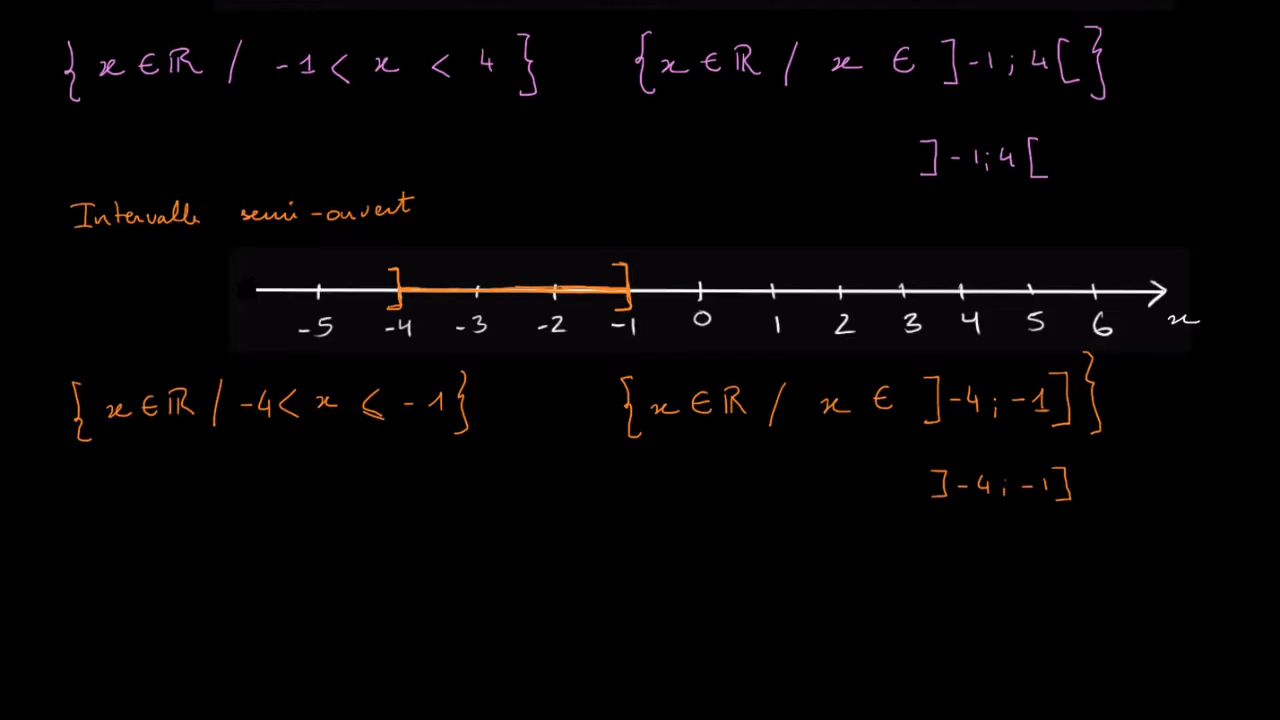 { x ∈ ℝ / -1 < x < 4 } { x ∈ ℝ / x ∈ ]-1 ; 4 [ }
]-1 ; 4 [
Intervalle semi-ouvert
-5 -4 -3 -2 -1 0 1 2 3 4 5 6 x
{ x ∈ ℝ / -4 < x ⩽ -1 } { x ∈ ℝ / x ∈ ]-4 ; -1 ] }
]-4 ; -1 ]